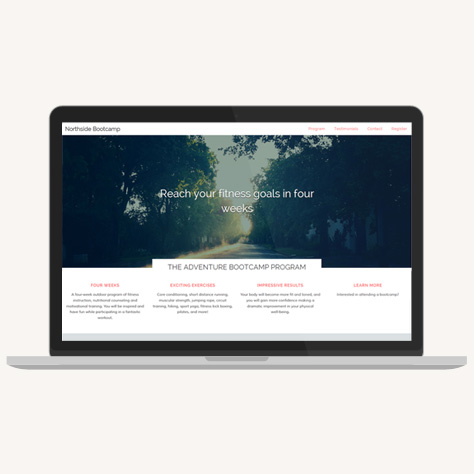 Northside Bootcamp
Program Testimonials Contact Register
Reach your fitness goals in four
weeks
THE ADVENTURE BOOTCAMP PROGRAM
FOUR WEEKS
A four-week outdoor program of fitness
instruction, nutritional counseling and
motivational training. You will be inspired and
have fun while participating in a fantastic
workout.
EXCITING EXERCISES
Core conditioning, short distance running,
muscular strength, jumping rope, circuit
training, hiking, sport yoga, fitness kick boxing,
pilates, and more!
IMPRESSIVE RESULTS
Your body will become more fit and toned, and
you will gain more confidence making a
dramatic improvement in your physical
well-being.
LEARN MORE
Interested in attending a bootcamp?